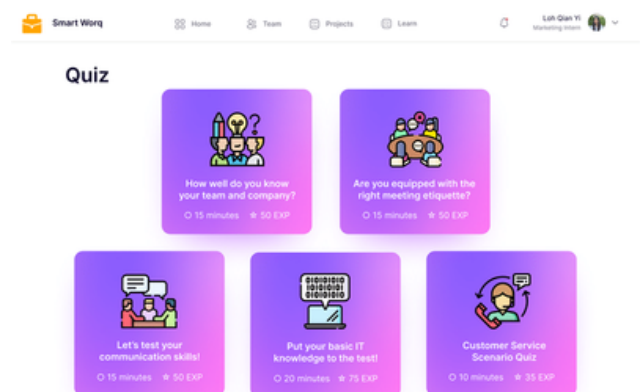 Smart Worq
Home
Team
Projects
Learn
Loh Qian Yi
Marketing Intern
Quiz
How well do you know
your team and company?
15 minutes
50 EXP
Are you equipped with the
right meeting etiquette?
15 minutes
50 EXP
Let's test your
communication skills!
15 minutes
50 EXP
Put your basic IT
knowledge to the test!
20 minutes
75 EXP
Customer Service
Scenario Quiz
10 minutes
35 EXP